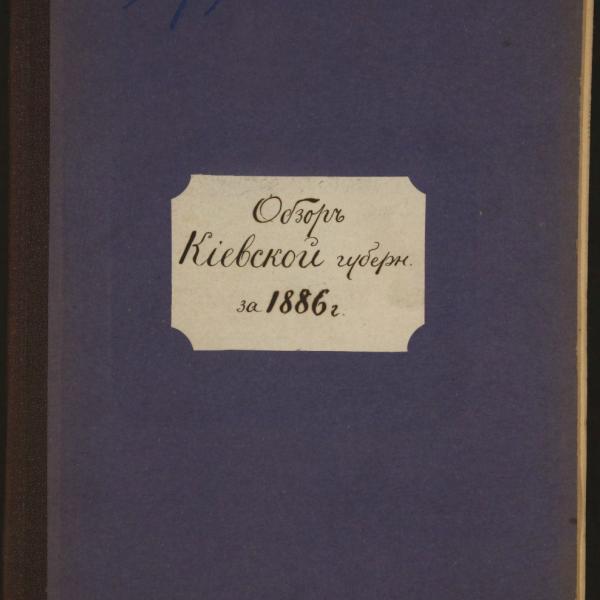 Обзоръ
Кіевской губерн.
за 1886 г.